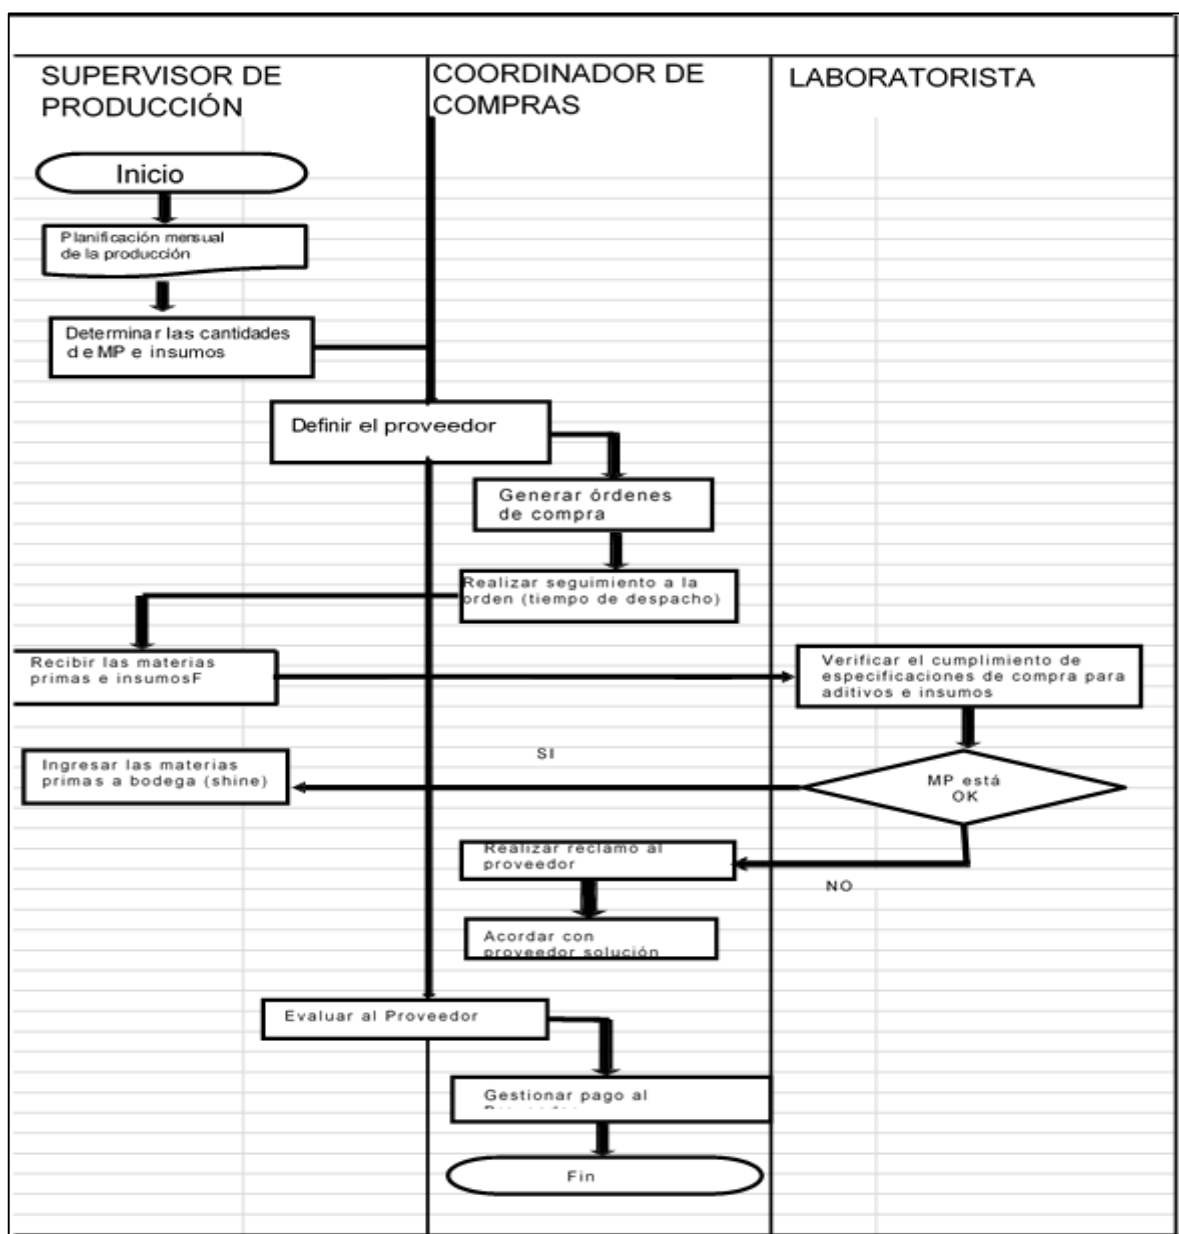 SUPERVISOR DE
PRODUCCIÓN
COORDINADOR DE
COMPRAS
LABORATORISTA
Inicio
Planificación mensual
de la producción
Determinar las cantidades
de MP e insumos
Definir el proveedor
Generar órdenes
de compra
Realizar seguimiento a la
orden (tiempo de despacho)
Recibir las materias
primas e insumosF
Verificar el cumplimiento de
especificaciones de compra para
aditivos e insumos
SI
Ingresar las materias
primas a bodega (shine)
MP está
OK
Realizar reclamo al
proveedor
NO
Acordar con
proveedor solución
Evaluar al Proveedor
Gestionar pago al
Fin